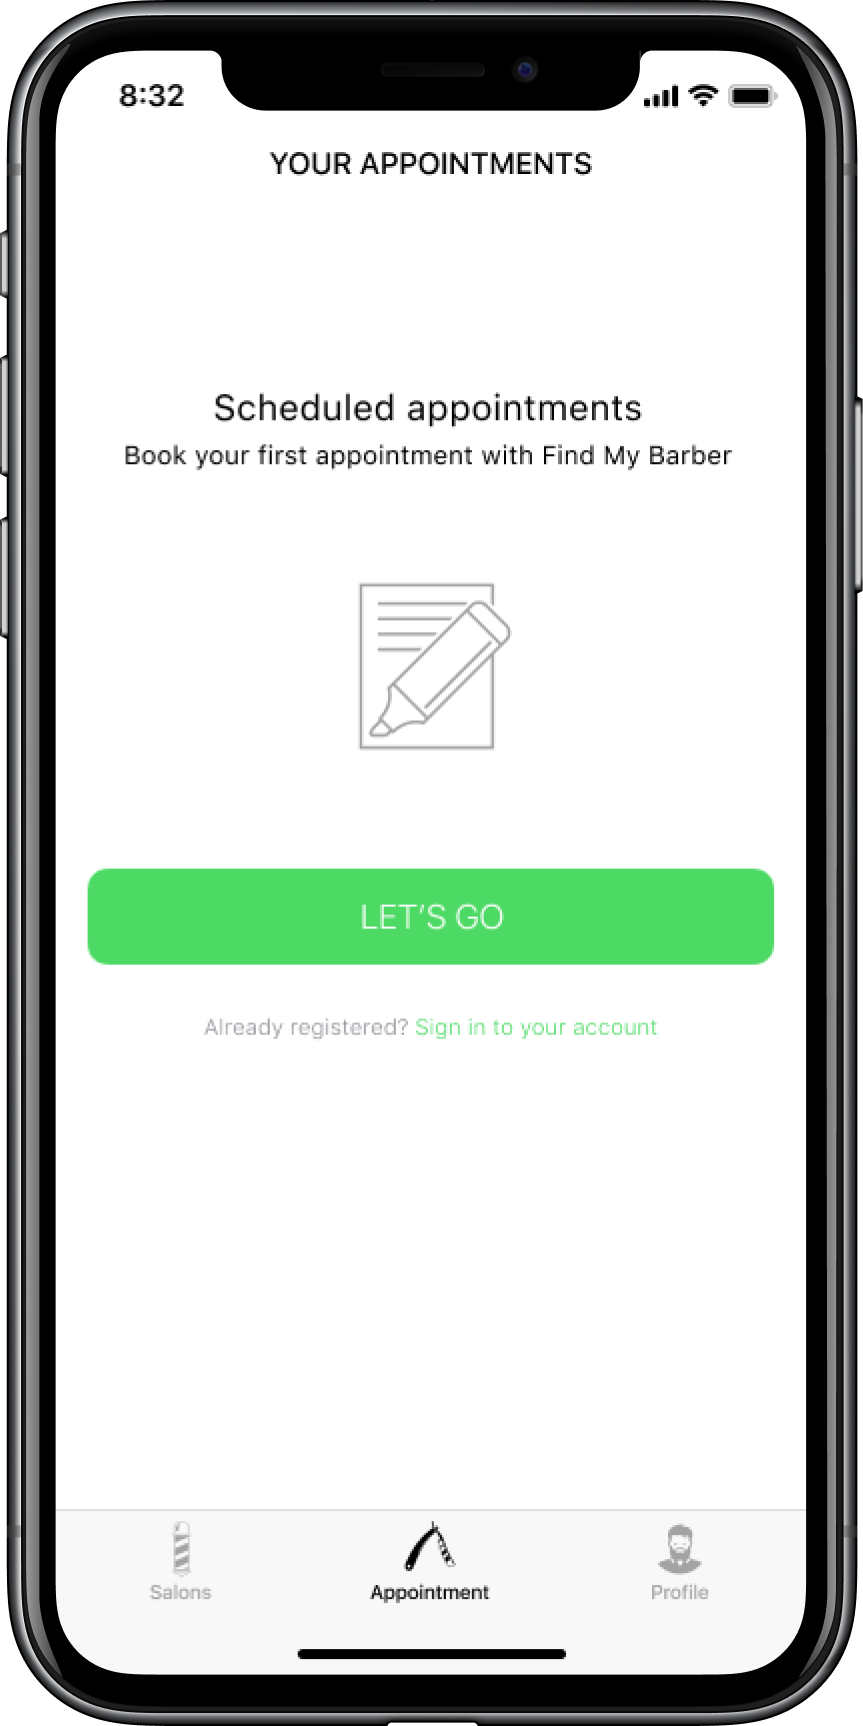 8:32
YOUR APPOINTMENTS
Scheduled appointments
Book your first appointment with Find My Barber
LET'S GO
Already registered? Sign in to your account
Salons
Appointment
Profile